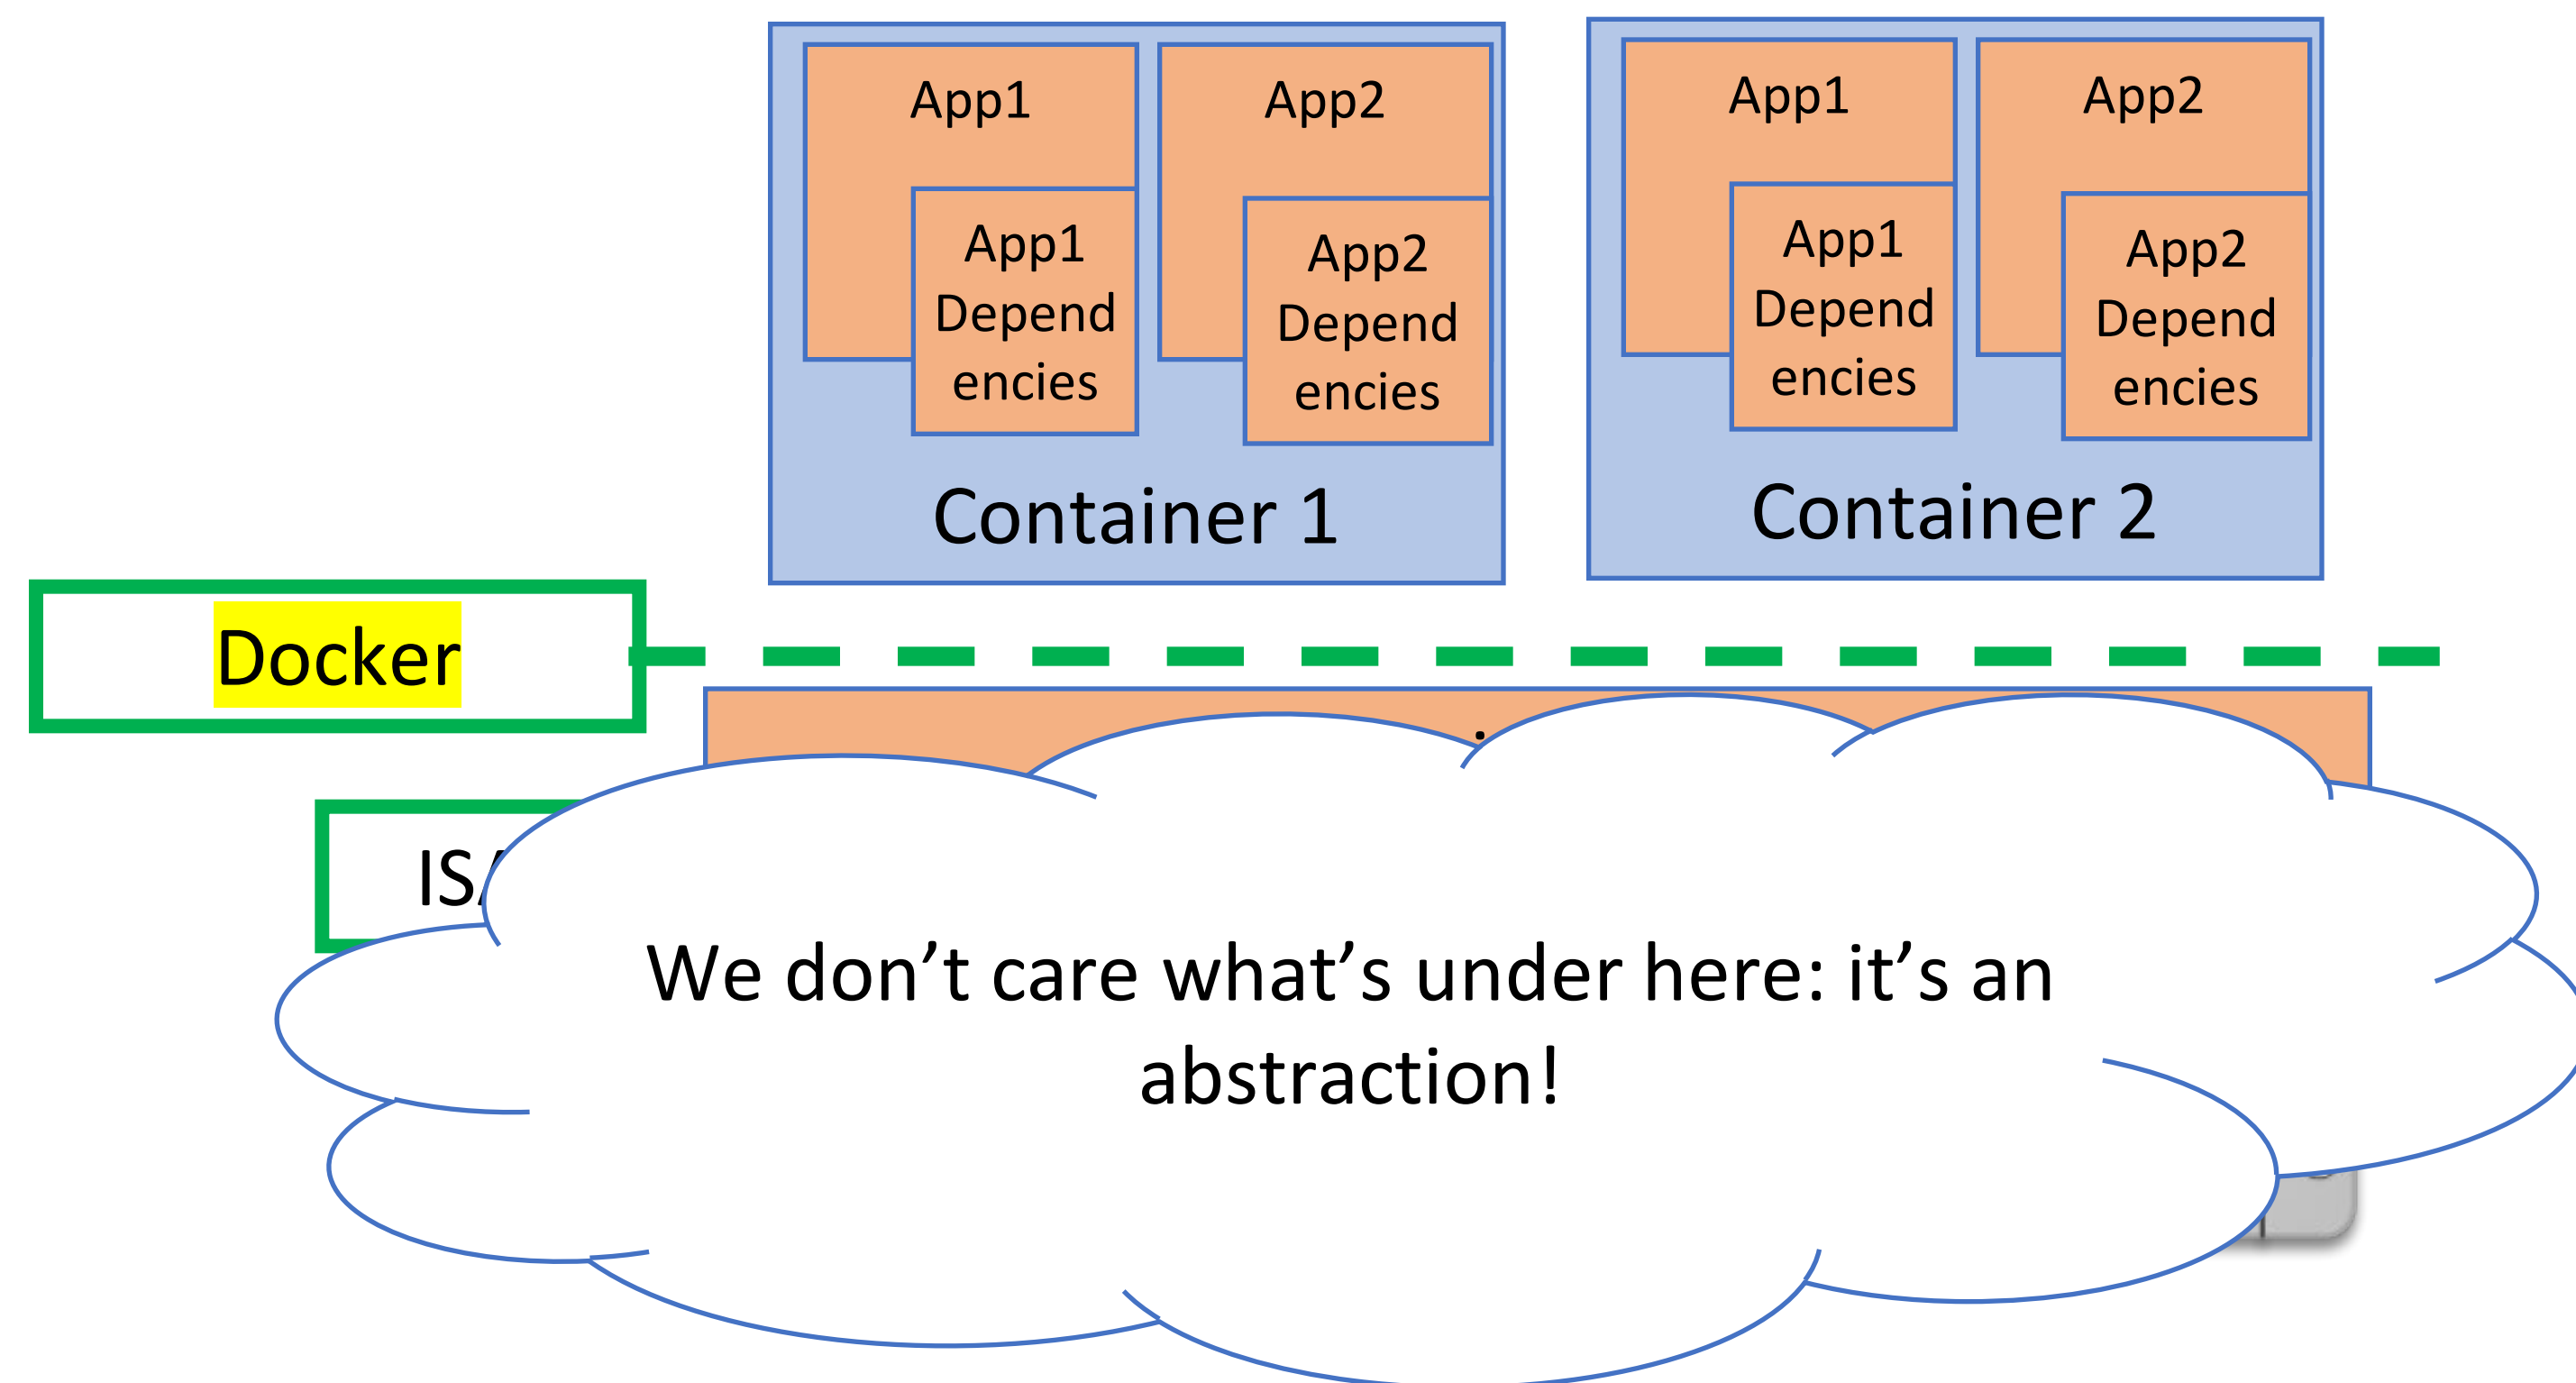 App1
App2
App1
Depend
encies
App2
Depend
encies
Container 1
App1
App2
App1
Depend
encies
App2
Depend
encies
Container 2
Docker
We don’t care what’s under here: it’s an
abstraction!